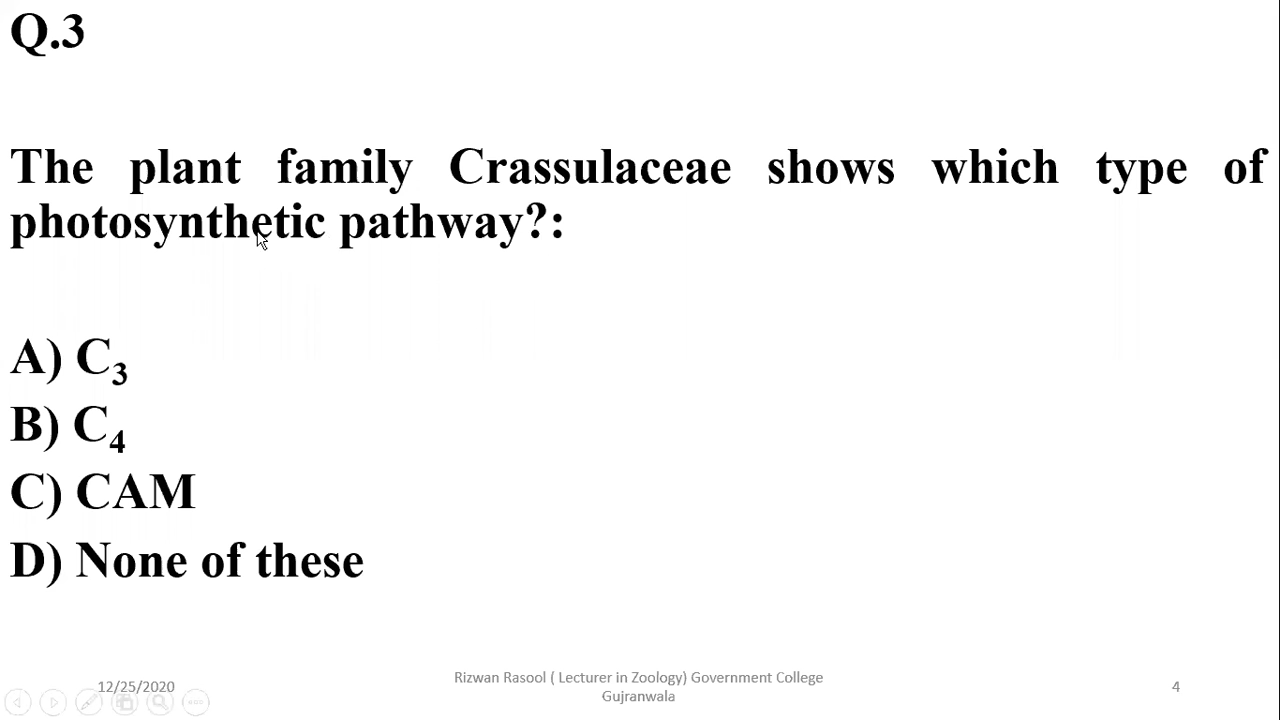 Q.3
The plant family Crassulaceae shows which type of
photosynthetic pathway?:
A) C₃
B) C₄
C) CAM
D) None of these
12/25/2020
Rizwan Rasool ( Lecturer in Zoology) Government College
Gujranwala
4